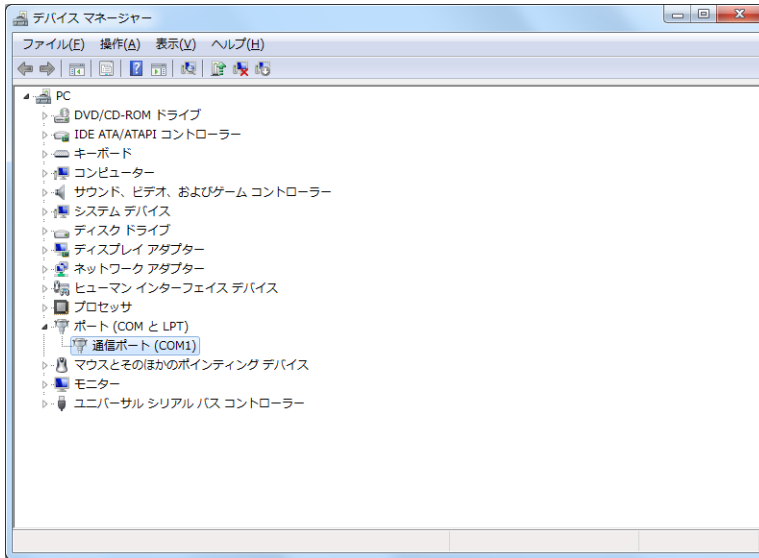 デバイス マネージャー
ファイル(F) 操作(A) 表示(V) ヘルプ(H)
PC
DVD/CD-ROM ドライブ
IDE ATA/ATAPI コントローラー
キーボード
コンピューター
サウンド、ビデオ、およびゲーム コントローラー
システム デバイス
ディスク ドライブ
ディスプレイ アダプター
ネットワーク アダプター
ヒューマン インターフェイス デバイス
プロセッサ
ポート (COM と LPT)
通信ポート (COM1)
マウスとそのほかのポインティング デバイス
モニター
ユニバーサル シリアル バス コントローラー